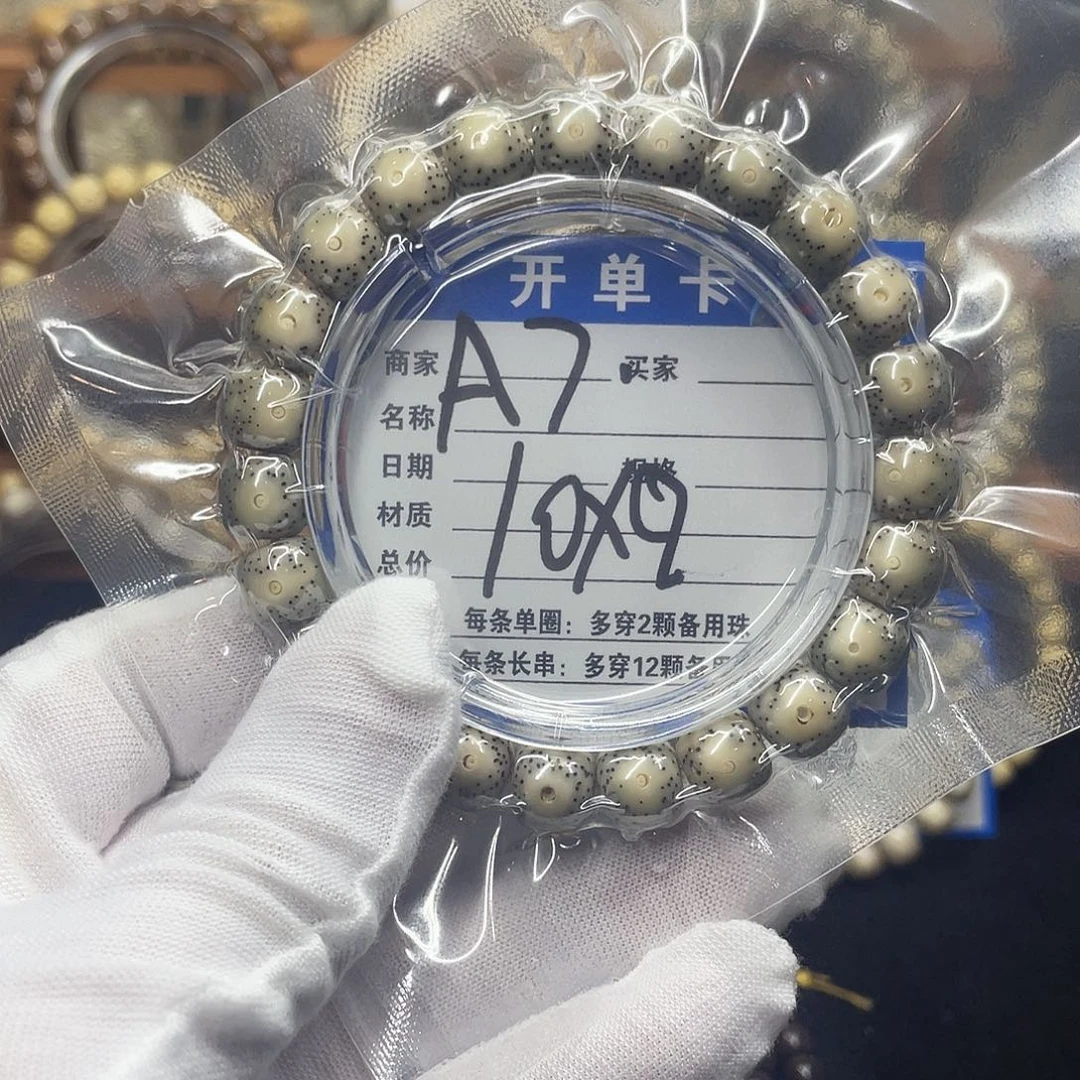 开单卡
商家 A7 买家
名称
日期 规格
材质 10X9
总价
每条单圈：多穿2颗备用珠
每条长串：多穿12颗备用